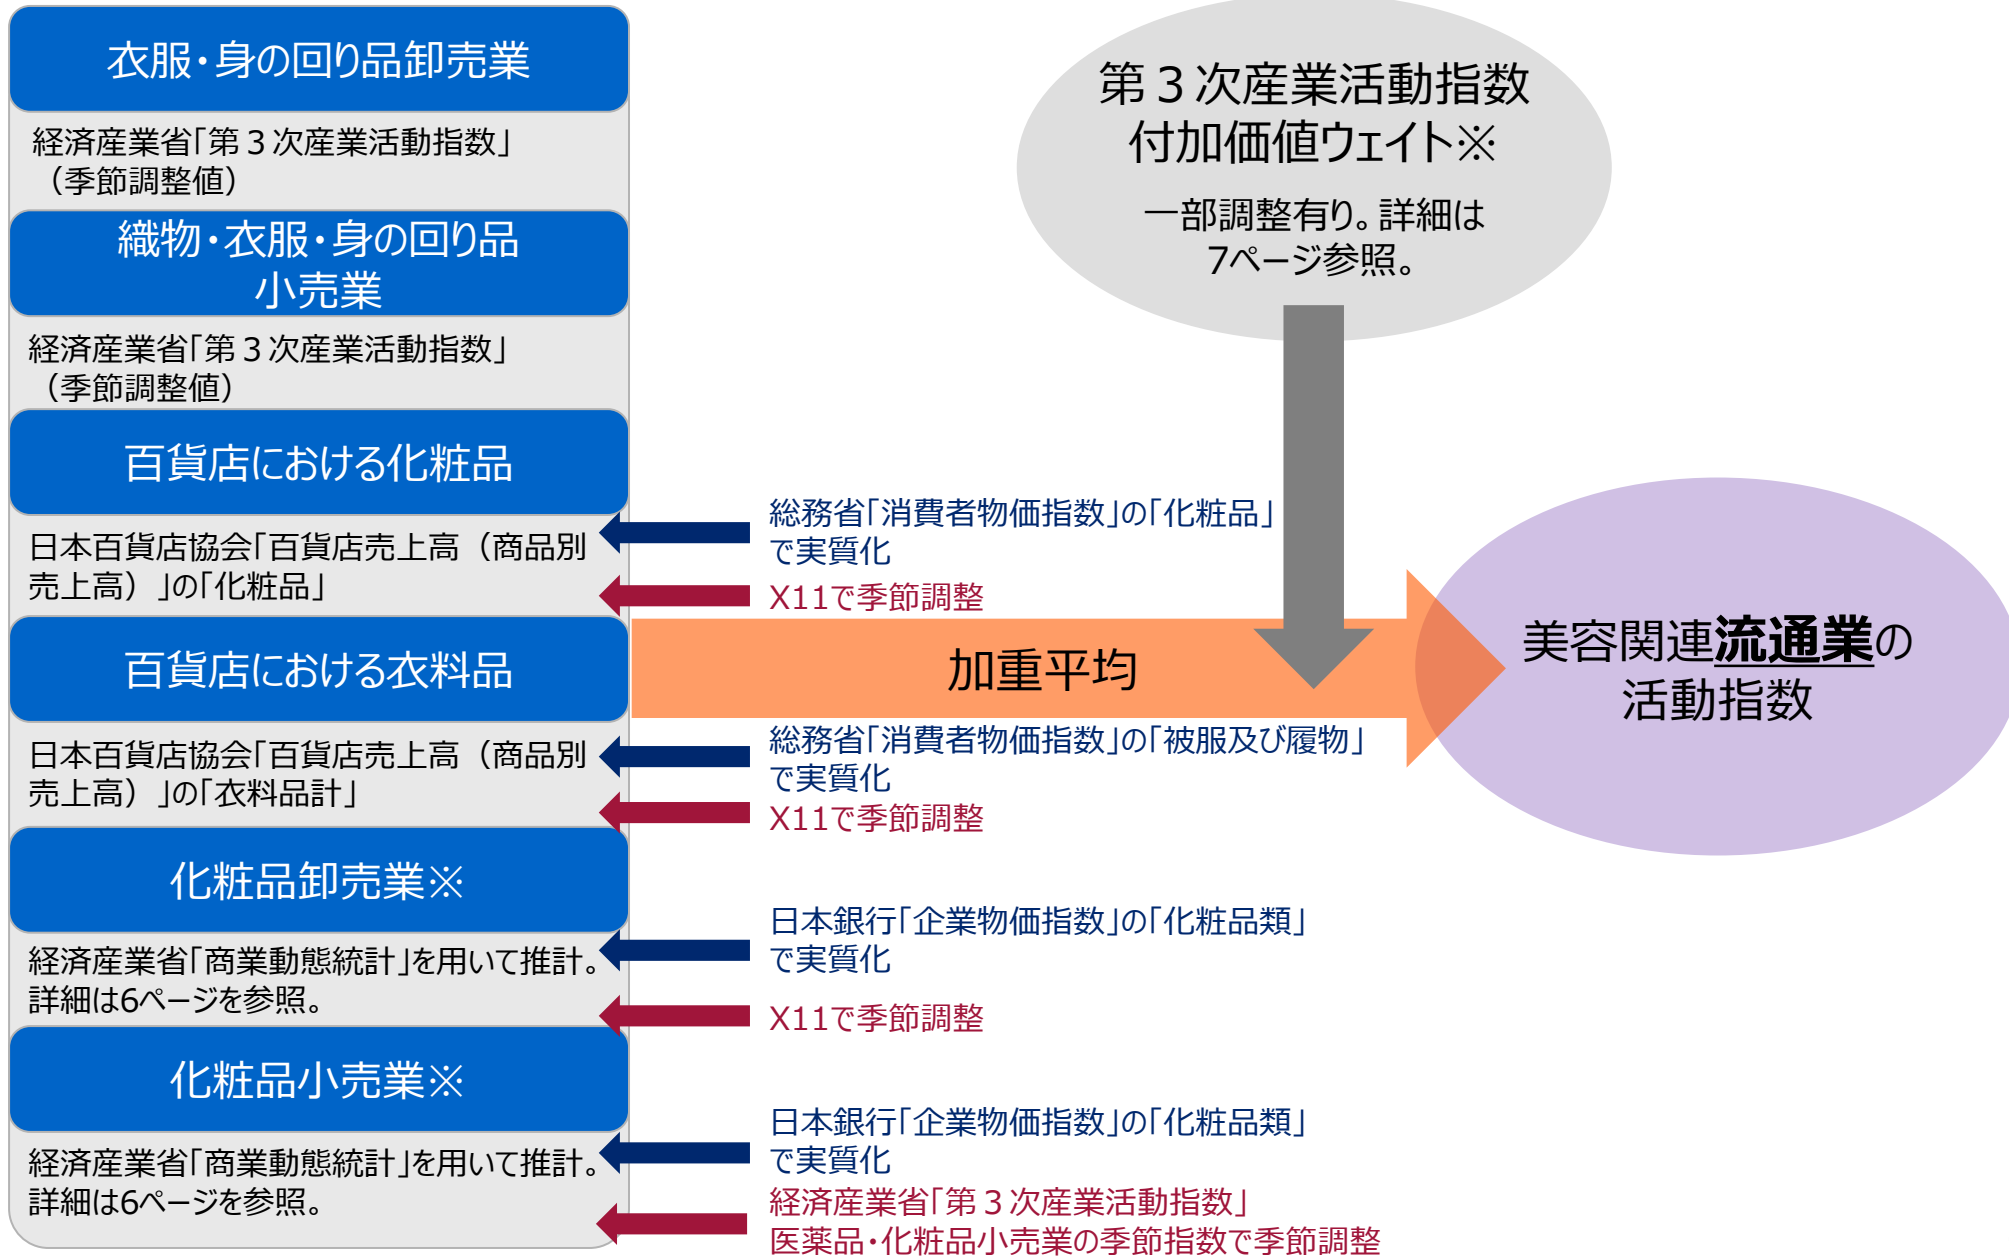 衣服・身の回り品卸売業
経済産業省「第３次産業活動指数」
（季節調整値）
織物・衣服・身の回り品
小売業
経済産業省「第３次産業活動指数」
（季節調整値）
百貨店における化粧品
日本百貨店協会「百貨店売上高（商品別
売上高）」の「化粧品」
百貨店における衣料品
日本百貨店協会「百貨店売上高（商品別
売上高）」の「衣料品計」
化粧品卸売業※
経済産業省「商業動態統計」を用いて推計。
詳細は6ページを参照。
化粧品小売業※
経済産業省「商業動態統計」を用いて推計。
詳細は6ページを参照。
総務省「消費者物価指数」の「化粧品」
で実質化
X11で季節調整
加重平均
総務省「消費者物価指数」の「被服及び履物」
で実質化
X11で季節調整
日本銀行「企業物価指数」の「化粧品類」
で実質化
X11で季節調整
日本銀行「企業物価指数」の「化粧品類」
で実質化
経済産業省「第３次産業活動指数」
医薬品・化粧品小売業の季節指数で季節調整
第３次産業活動指数
付加価値ウェイト※
一部調整有り。詳細は
7ページ参照。
美容関連流通業の
活動指数